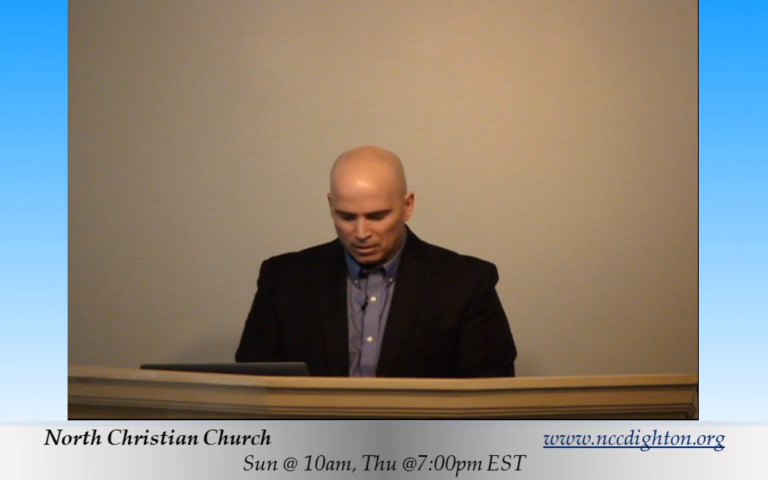 North Christian Church
www.nccdighton.org
Sun @ 10am, Thu @7:00pm EST